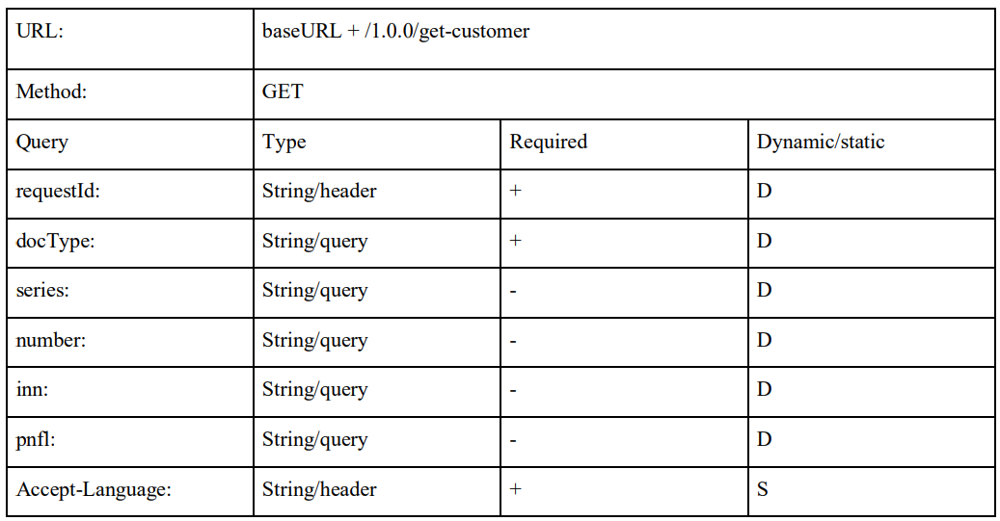 URL: baseURL + /1.0.0/get-customer
Method: GET
Query Type Required Dynamic/static
requestId: String/header + D
docType: String/query + D
series: String/query - D
number: String/query - D
inn: String/query - D
pnfl: String/query - D
Accept-Language: String/header + S